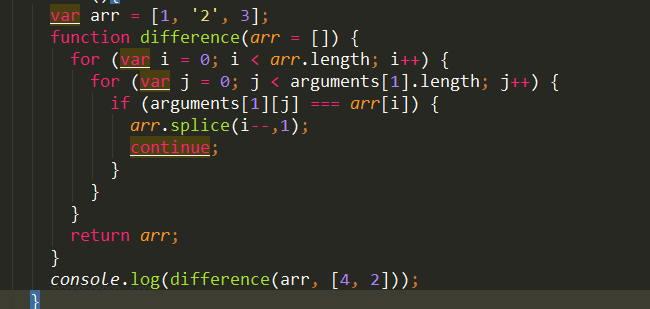 (){
var arr = [1, '2', 3];
function difference(arr = []) {
for (var i = 0; i < arr.length; i++) {
for (var j = 0; j < arguments[1].length; j++) {
if (arguments[1][j] === arr[i]) {
arr.splice(i--,1);
continue;
}
}
}
return arr;
}
console.log(difference(arr, [4, 2]));
}